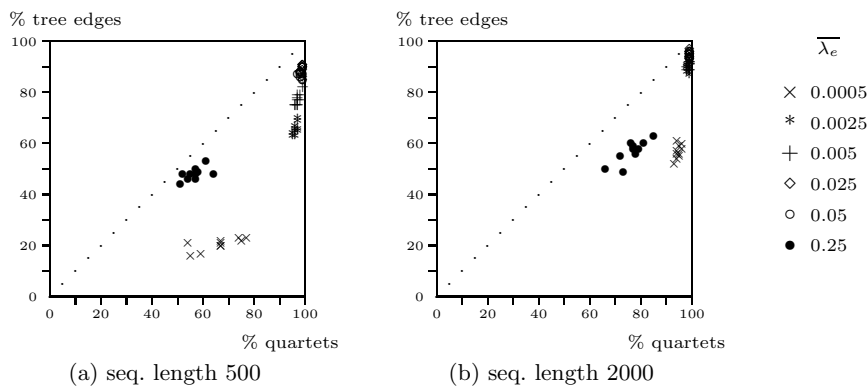 % tree edges
100
80
60
40
20
0
0 20 40 60 80 100
% quartets
(a) seq. length 500
% tree edges
100
80
60
40
20
0
0 20 40 60 80 100
% quartets
(b) seq. length 2000
λe
0.0005
0.0025
0.005
0.025
0.05
0.25